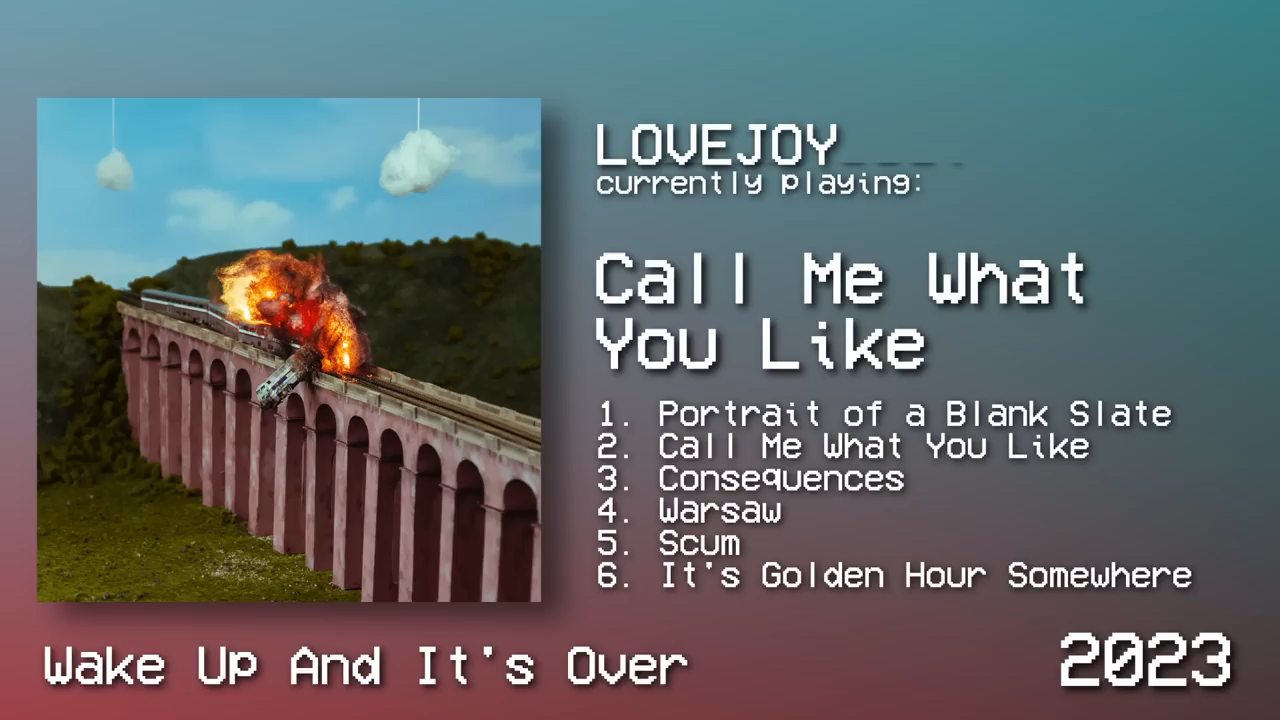 LOVEJOY
currently playing:
Call Me What
You Like
1. Portrait of a Blank Slate
2. Call Me What You Like
3. Consequences
4. Warsaw
5. Scum
6. It's Golden Hour Somewhere
Wake Up And It's Over
2023